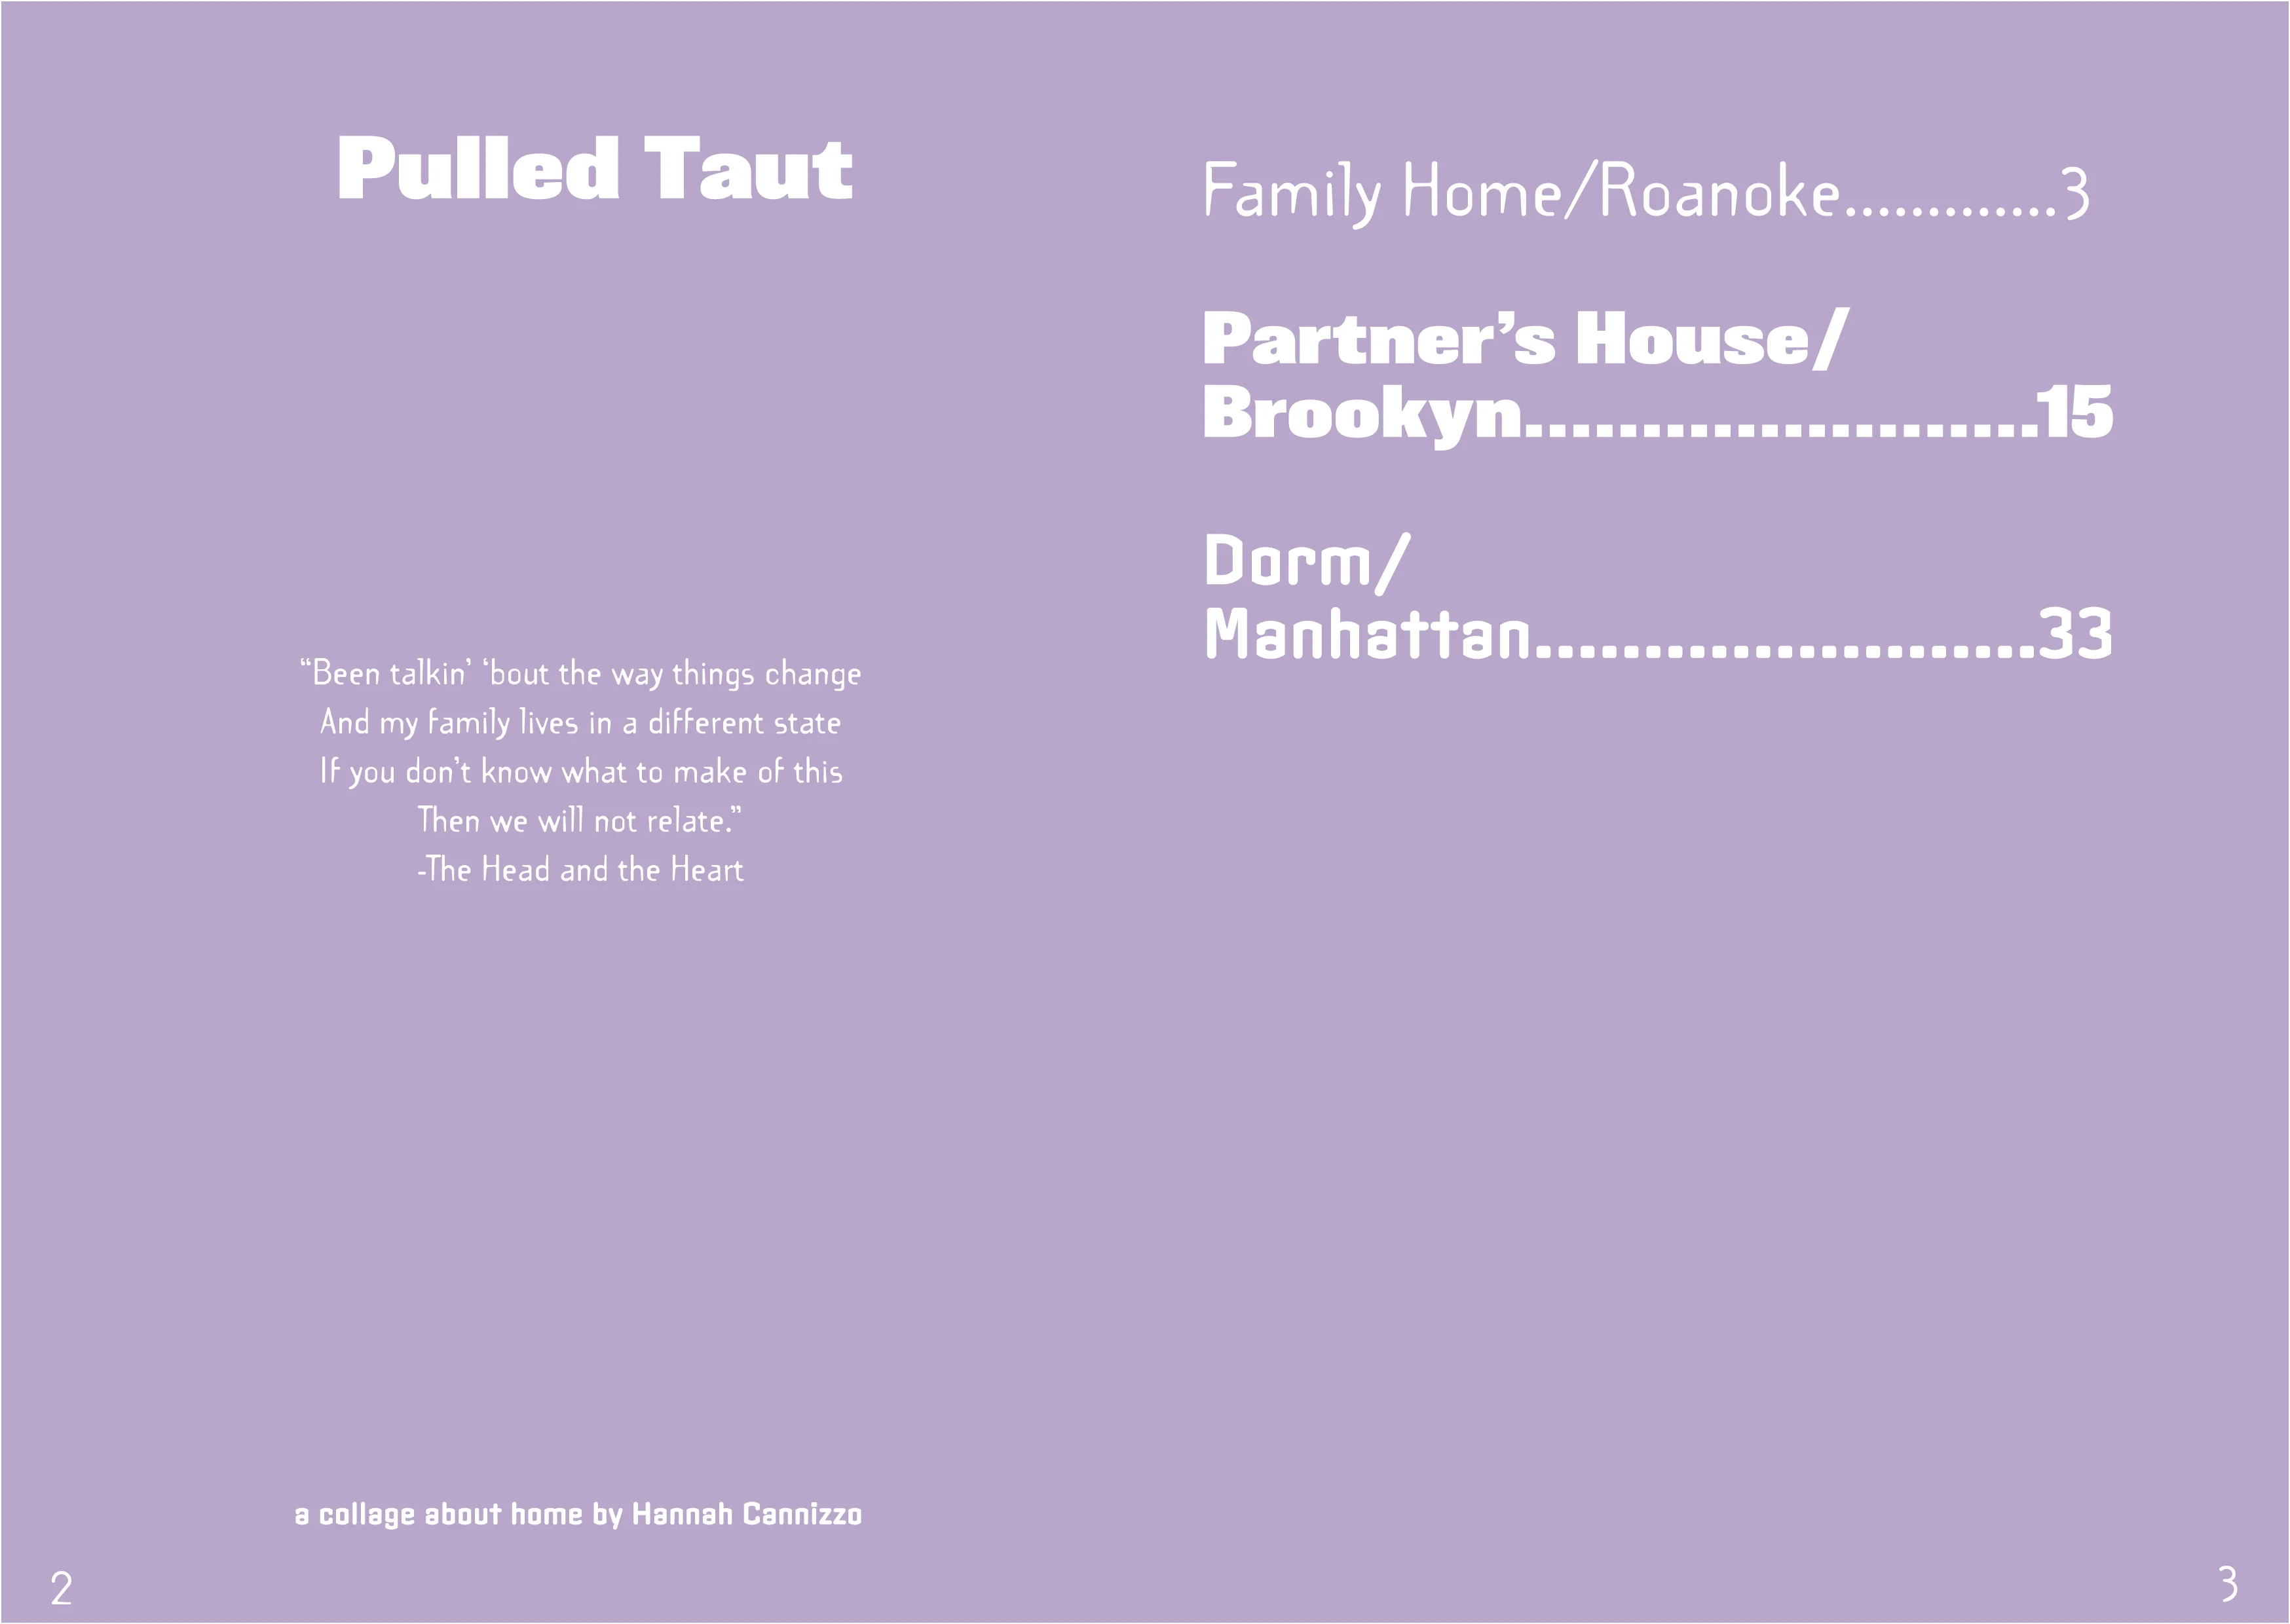 Pulled Taut
“Been talkin’ ‘bout the way things change
And my family lives in a different state
If you don’t know what to make of this
Then we will not relate.”
-The Head and the Heart
a collage about home by Hannah Cannizzo
2
Family Home/Roanoke.............3
Partner’s House/
Brookyn......................15
Dorm/
Manhattan.......................33
3